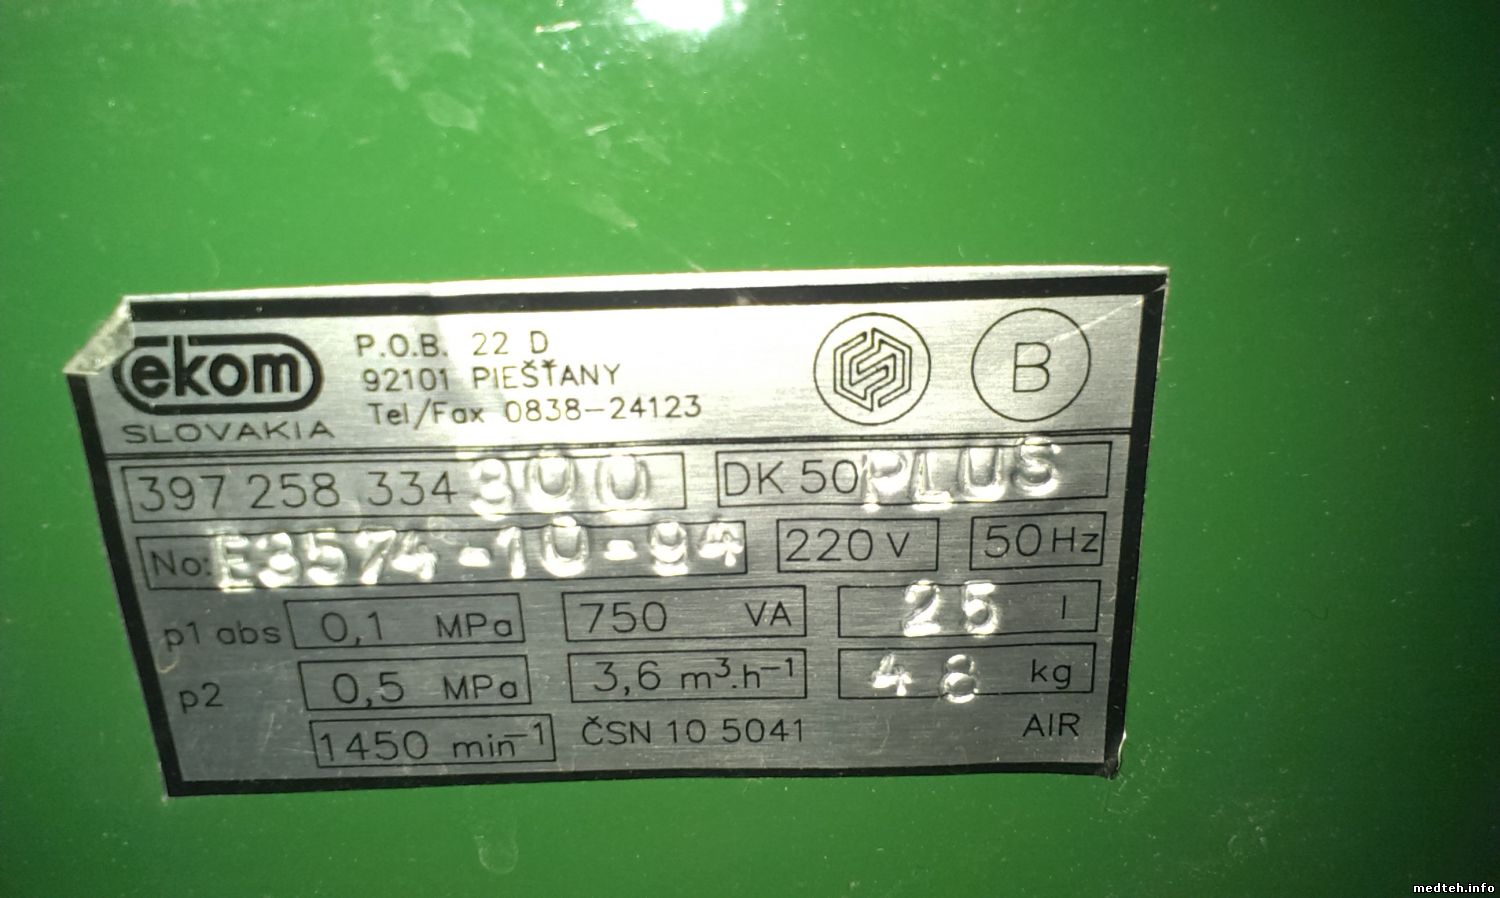 ekom
SLOVAKIA
P.O.B. 22 D
92101 PIEŠŤANY
Tel/Fax 0838-24123
B
397 258 334 300
DK 50 PLUS
No: E3574-10-94
220 V
50 Hz
p1 abs 0,1 MPa
750 VA
25 l
p2 0,5 MPa
3,6 m³.h⁻¹
48 kg
1450 min⁻¹
ČSN 10 5041
AIR
medteh.info